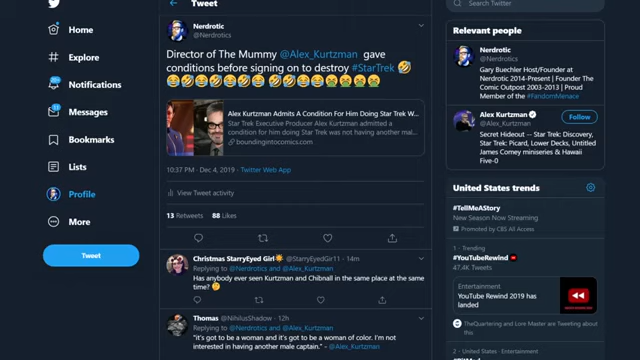 Tweet
Search Twitter
Home
Explore
Notifications
Messages
Bookmarks
Lists
Profile
More
Tweet
Nerdrotic
@Nerdrotics
Director of The Mummy @Alex_Kurtzman gave
conditions before signing on to destroy #StarTrek 🤣
😂🤣😂🤣😂🤣😂 🤣🤣😂😂🤮🤮🤮🤮
Alex Kurtzman Admits A Condition For Him Doing Star Trek W...
Star Trek Executive Producer Alex Kurtzman admitted a
condition for him doing Star Trek was not having another mal...
boundingintocomics.com
10:37 PM · Dec 4, 2019 · Twitter Web App
View Tweet activity
13 Retweets 88 Likes
Christmas StarryEyed Girl @StarryEyedGir11 · 14m
Replying to @Nerdrotics and @Alex_Kurtzman
Has anybody ever seen Kurtzman and Chibnall in the same place at the same
time? 🤔
Thomas @NihilusShadow · 12h
Replying to @Nerdrotics and @Alex_Kurtzman
"it's got to be a woman and it's got to be a woman of color. I'm not
interested in having another male captain." - @Alex_Kurtzman
Relevant people
Nerdrotic
@Nerdrotics
Gary Buechler Host/Founder at
Nerdrotic 2014-Present | Founder The
Comic Outpost 2003-2013 | Proud
Member of the #FandomMenace
Alex Kurtzman
@Alex_Kurtzman
Follow
Secret Hideout -- Star Trek: Discovery,
Star Trek: Picard, Lower Decks, Untitled
James Comey miniseries & Hawaii
Five-0
United States trends
#TellMeAStory
New Season Now Streaming
Promoted by CBS All Access
1 · Trending
#YouTubeRewind
47.4K Tweets
Entertainment
YouTube Rewind 2019 has
landed
TheQuartering and Lore Master are Tweeting about
this
2 · Entertainment · Trending